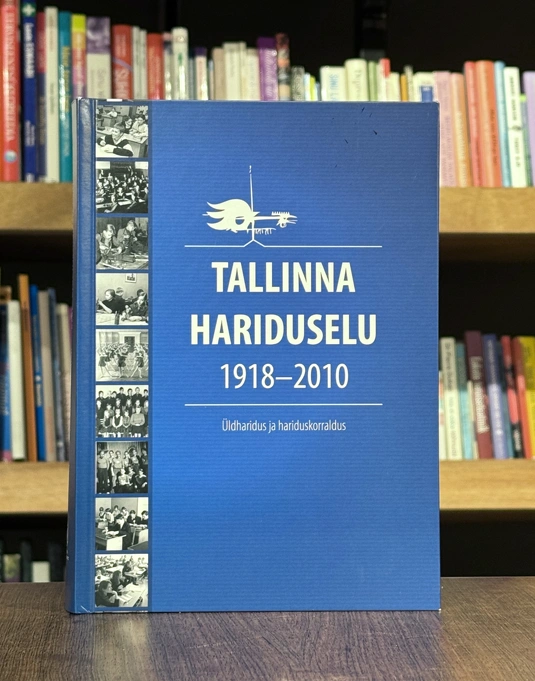 TALLINNA
HARIDUSELU
1918–2010
Üldharidus ja hariduskorraldus